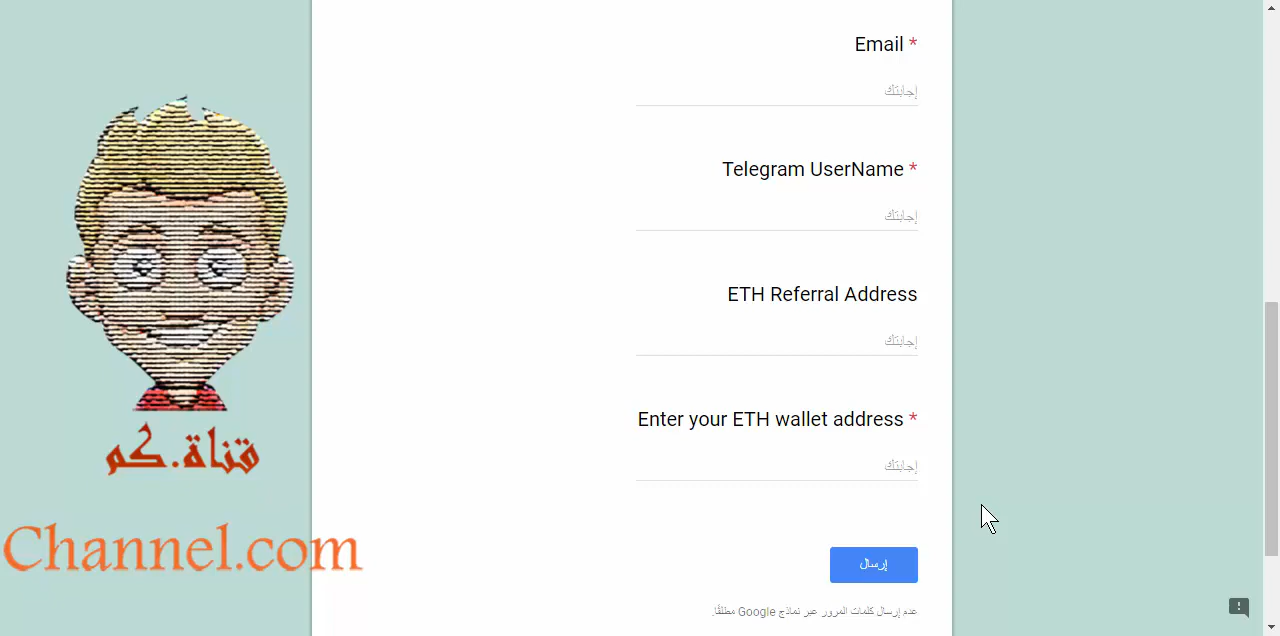 Email *
إجابتك
Telegram UserName *
إجابتك
ETH Referral Address
إجابتك
Enter your ETH wallet address *
إجابتك
إرسال
عدم إرسال كلمات المرور عبر نماذج Google مطلقًا.
قناة.كم
Channel.com